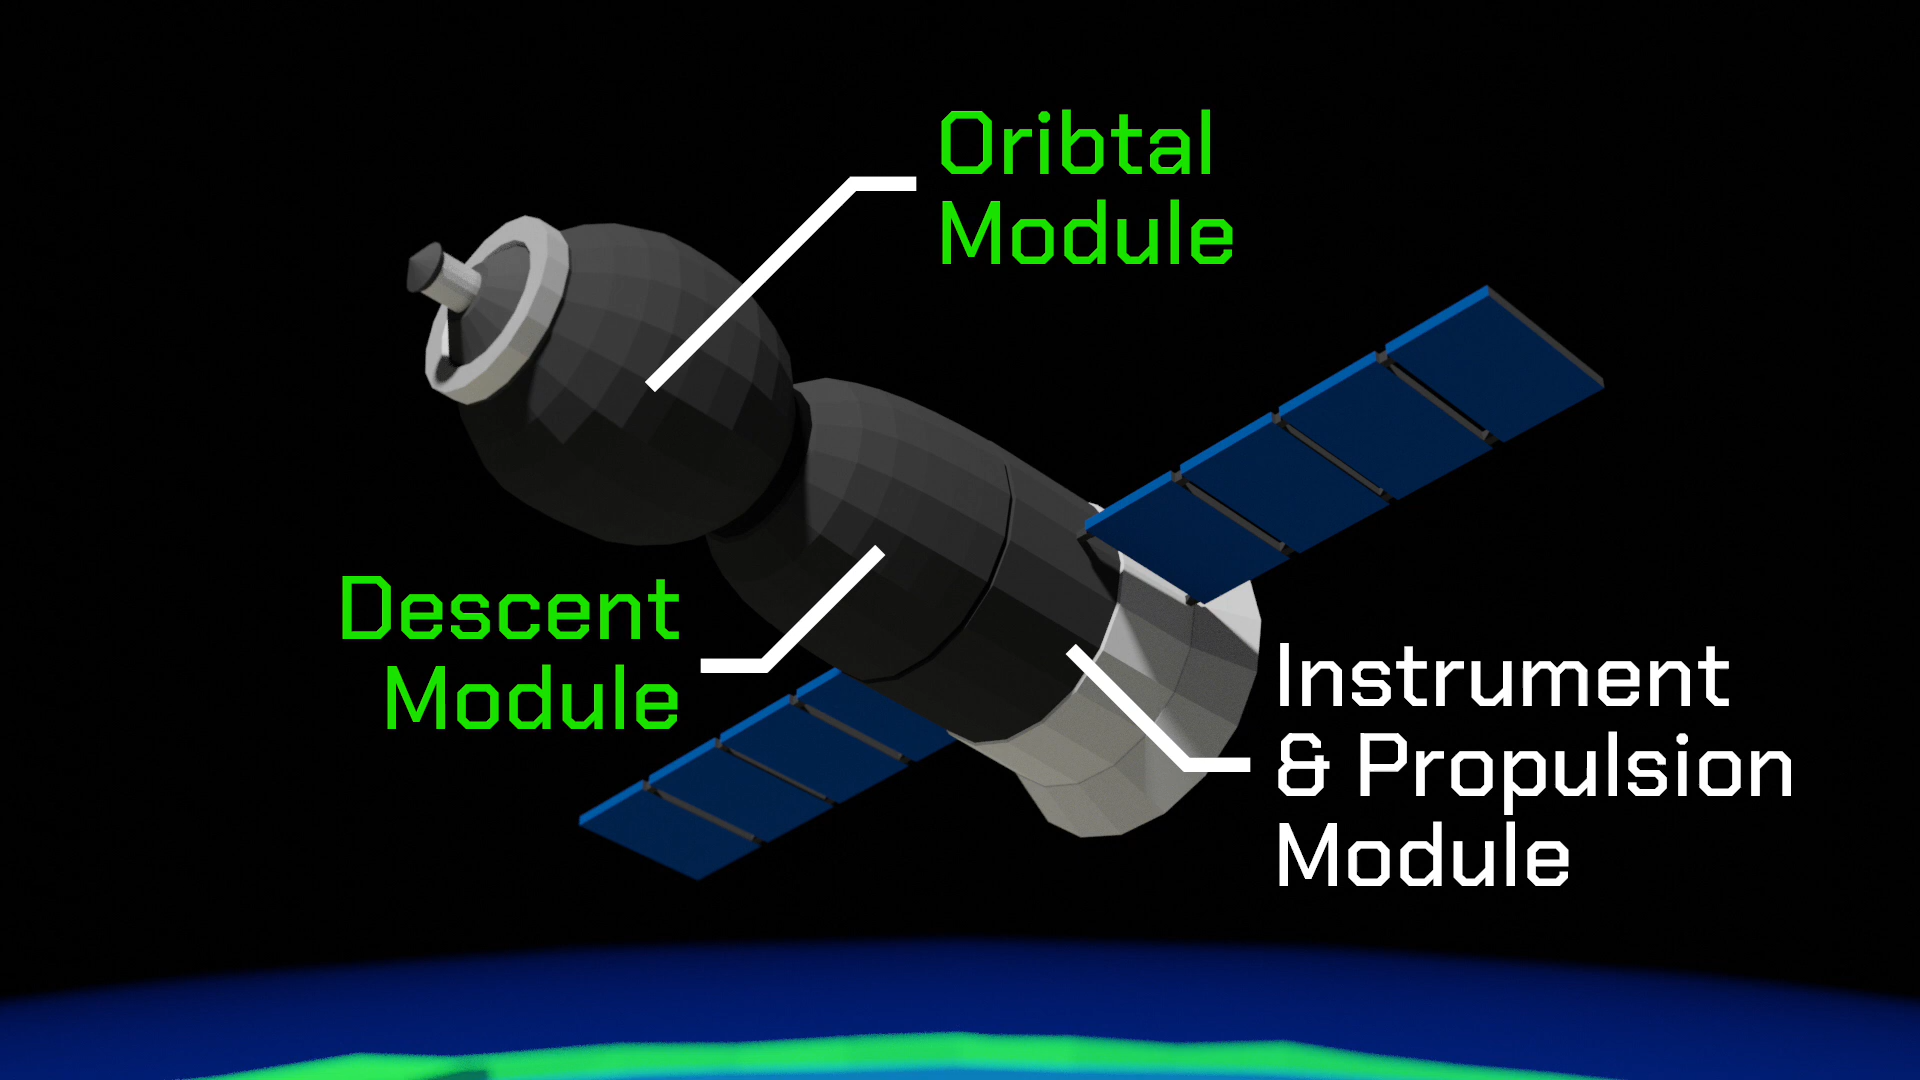 Oribtal
Module
Descent
Module
Instrument
& Propulsion
Module